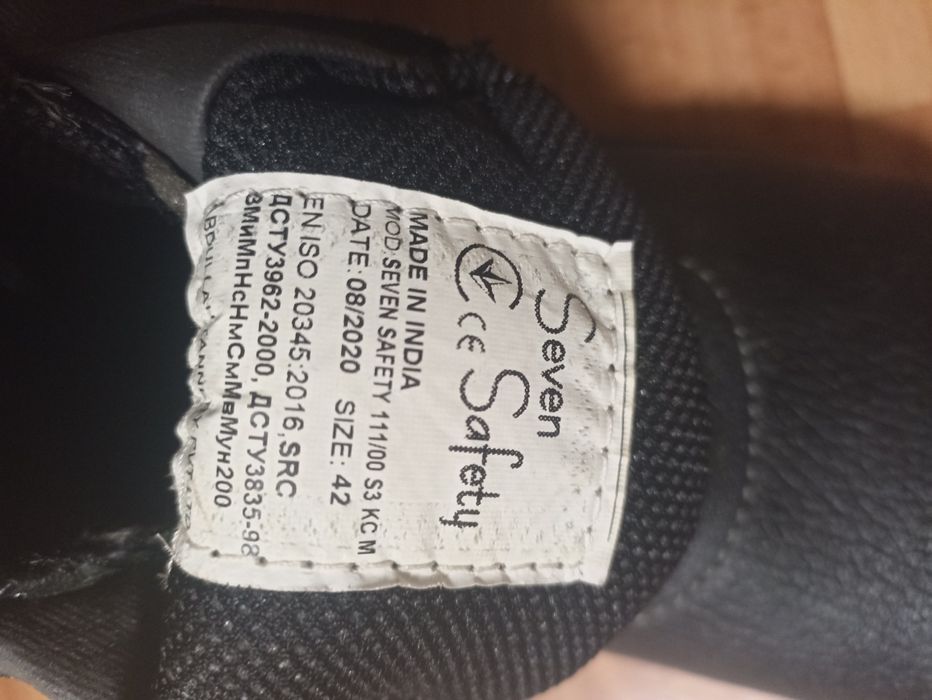 Seven
CE Safety
MADE IN INDIA
MOD:SEVEN SAFETY 111/00 S3 KC M
DATE: 08/2020 SIZE: 42
EN ISO 20345:2016,SRC
ДСТУ3962-2000, ДСТУ3835-98
ЗМиМпНсНмСмМвМун200